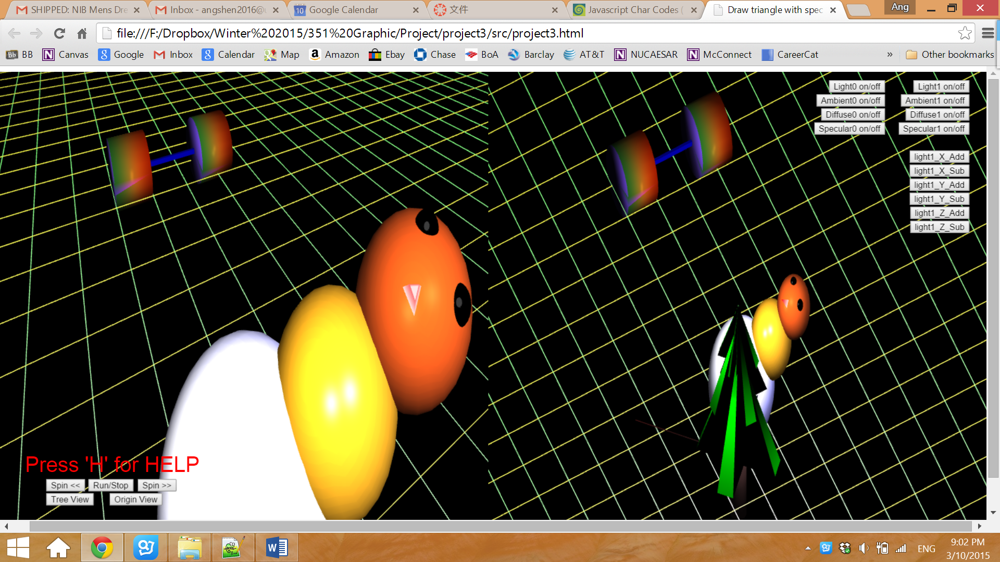 SHIPPED: NIB Mens Dre
Inbox - angshen2016@u
10 Google Calendar
文件
Javascript Char Codes (
Draw triangle with spec
Ang
file:///F:/Dropbox/Winter%202015/351%20Graphic/Project/project3/src/project3.html
Bb BB
N Canvas
g Google
Inbox
g Calendar
Map
a Amazon
Ebay
Chase
BoA
Barclay
AT&T
N NUCAESAR
N McConnect
CareerCat
»
Other bookmarks
Light0 on/off Light1 on/off
Ambient0 on/off Ambient1 on/off
Diffuse0 on/off Diffuse1 on/off
Specular0 on/off Specular1 on/off
light1_X_Add
light1_X_Sub
light1_Y_Add
light1_Y_Sub
light1_Z_Add
light1_Z_Sub
Press 'H' for HELP
Spin << Run/Stop Spin >>
Tree View Origin View
W
ENG
9:02 PM
3/10/2015